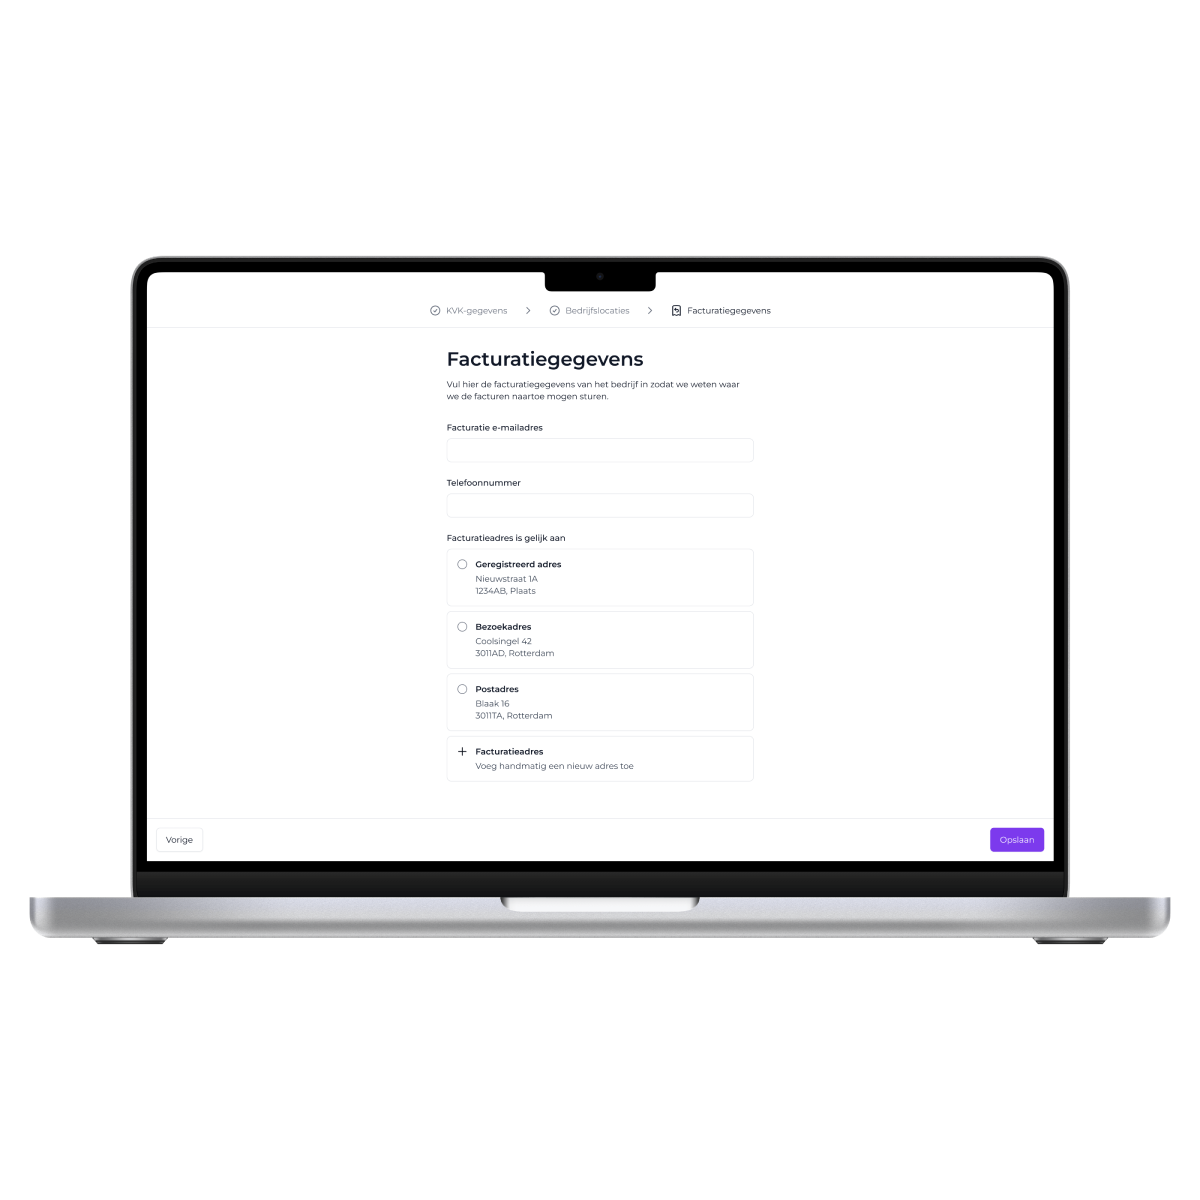 KVK-gegevens
Bedrijfslocaties
Facturatiegegevens
Facturatiegegevens
Vul hier de facturatiegegevens van het bedrijf in zodat we weten waar
we de facturen naartoe mogen sturen.
Facturatie e-mailadres
Telefoonnummer
Facturatieadres is gelijk aan
Geregistreerd adres
Nieuwstraat 1A
1234AB, Plaats
Bezoekadres
Coolsingel 42
3011AD, Rotterdam
Postadres
Blaak 16
3011TA, Rotterdam
Facturatieadres
Voeg handmatig een nieuw adres toe
Vorige
Opslaan